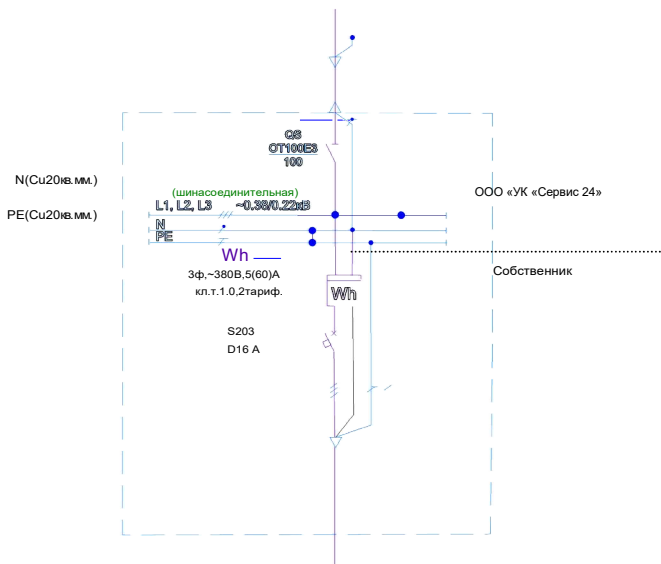 QS
OT100E3
100
N(Cu20кв.мм.)
(шинасоединительная)
ООО «УК «Сервис 24»
L1, L2, L3 ~0.38/0.22кВ
PE(Cu20кв.мм.)
N
PE
Wh
Собственник
3ф,~380В,5(60)А
кл.т.1.0,2тариф.
Wh
S203
D16 А